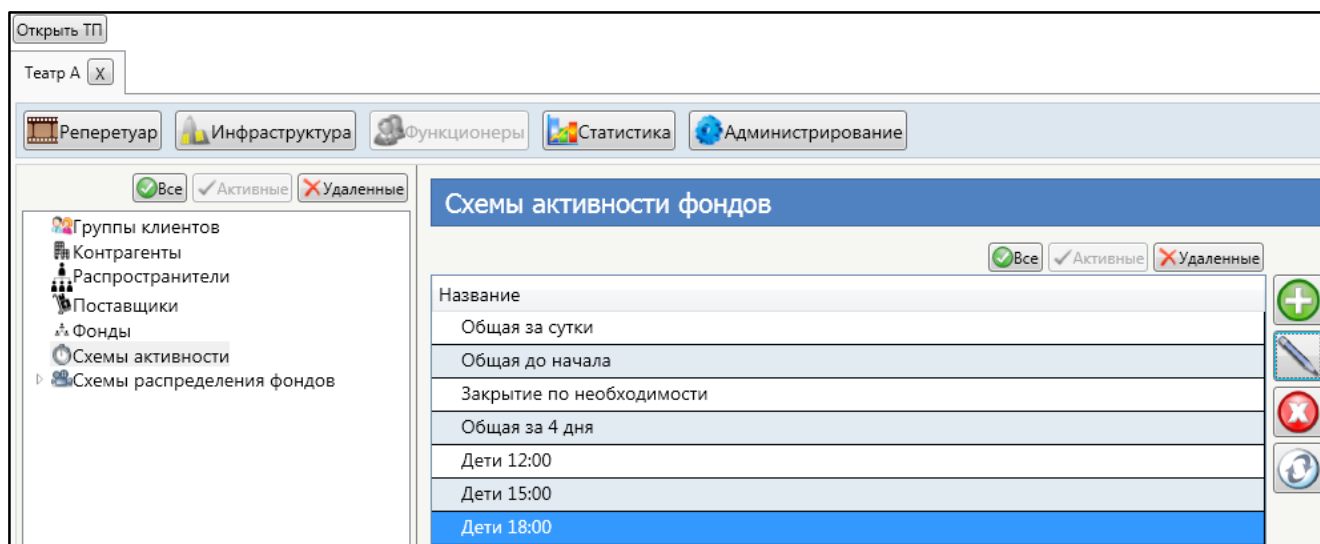 Открыть ТП
Театр А X
Реперетуар Инфраструктура Функционеры Статистика Администрирование
Все Активные Удаленные
Группы клиентов
Контрагенты
Распространители
Поставщики
Фонды
Схемы активности
Схемы распределения фондов
Схемы активности фондов
Все Активные Удаленные
Название
Общая за сутки
Общая до начала
Закрытие по необходимости
Общая за 4 дня
Дети 12:00
Дети 15:00
Дети 18:00